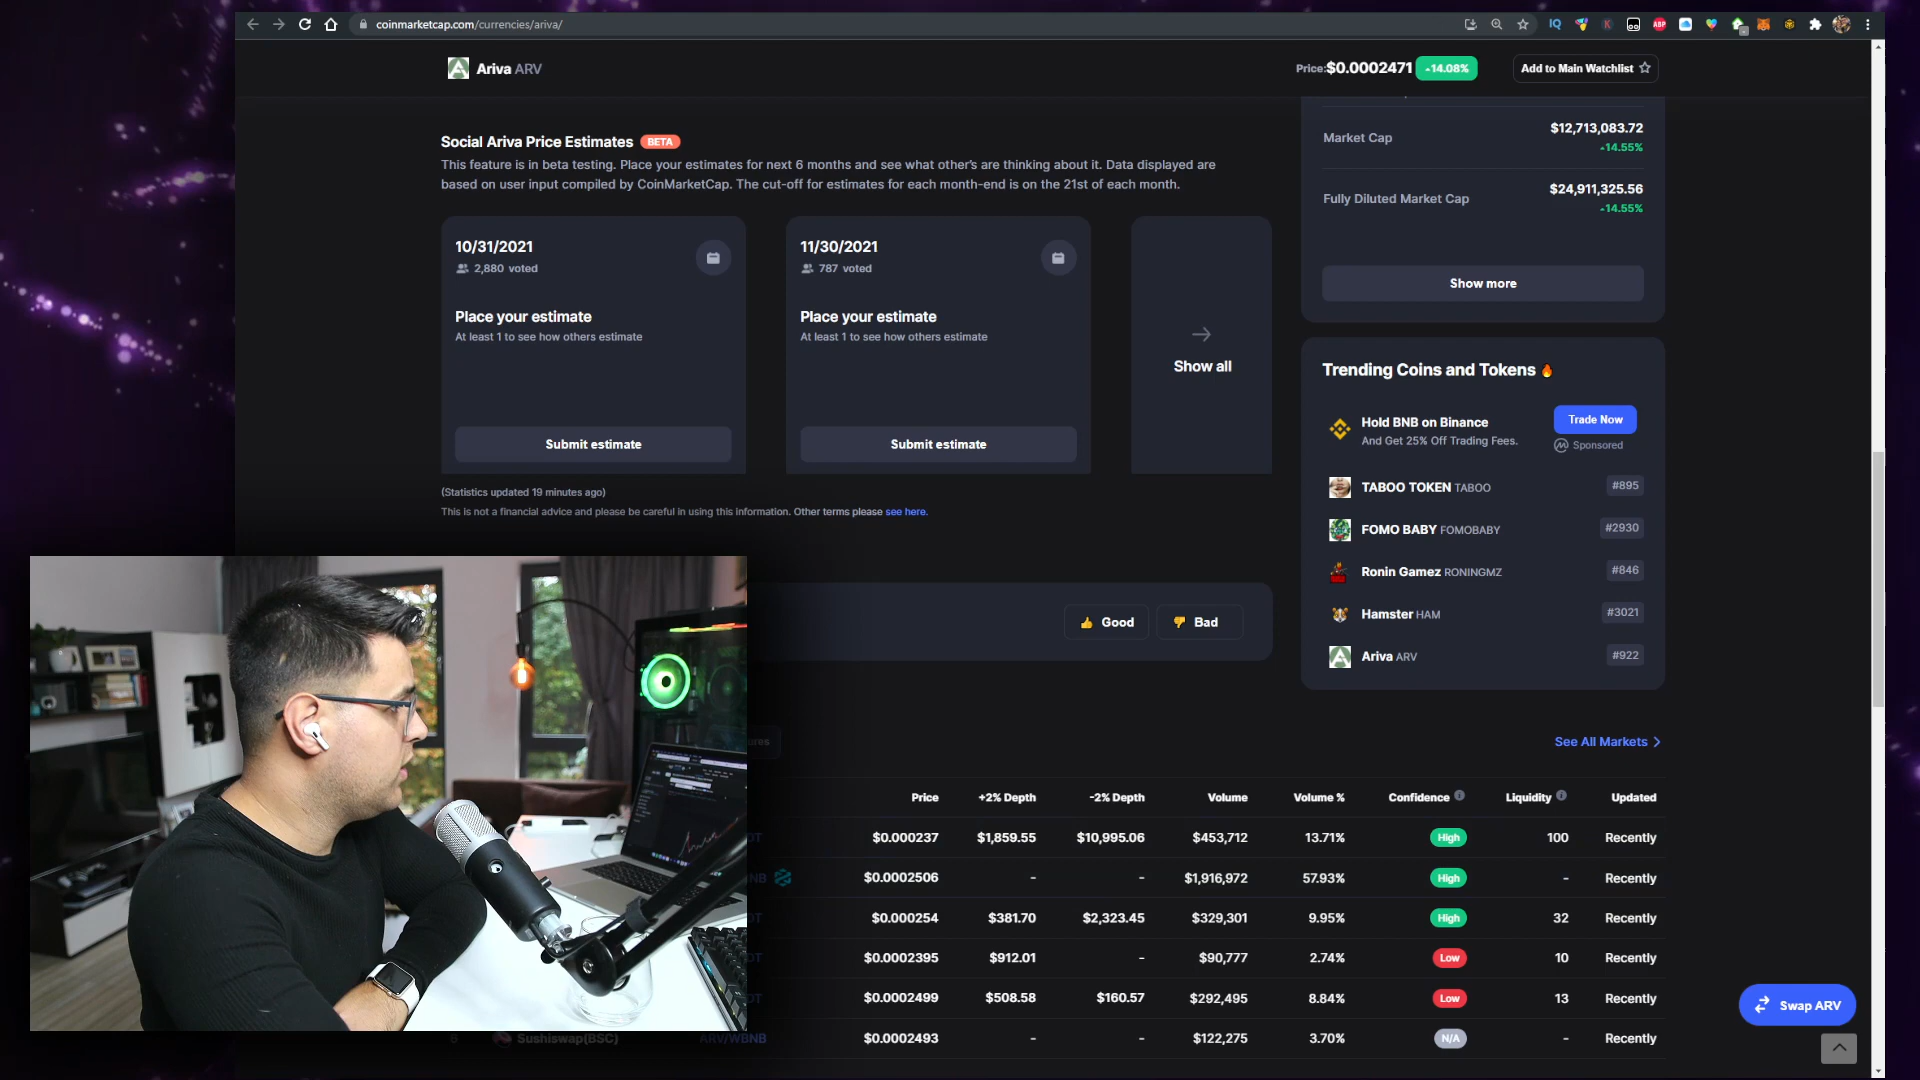 coinmarketcap.com/currencies/ariva/
Ariva ARV
Price:$0.0002471 14.08%
Add to Main Watchlist
Social Ariva Price Estimates BETA
This feature is in beta testing. Place your estimates for next 6 months and see what other's are thinking about it. Data displayed are
based on user input compiled by CoinMarketCap. The cut-off for estimates for each month-end is on the 21st of each month.
10/31/2021
2,880 voted
Place your estimate
At least 1 to see how others estimate
Submit estimate
11/30/2021
787 voted
Place your estimate
At least 1 to see how others estimate
Submit estimate
Show all
(Statistics updated 19 minutes ago)
This is not a financial advice and please be careful in using this information. Other terms please see here.
Market Cap
$12,713,083.72
14.55%
Fully Diluted Market Cap
$24,911,325.56
14.55%
Show more
Trending Coins and Tokens
Hold BNB on Binance
And Get 25% Off Trading Fees.
Trade Now
Sponsored
TABOO TOKEN TABOO #895
FOMO BABY FOMOBABY #2930
Ronin Gamez RONINGMZ #846
Hamster HAM #3021
Ariva ARV #922
Good
Bad
See All Markets
Price +2% Depth -2% Depth Volume Volume % Confidence Liquidity Updated
$0.000237 $1,859.55 $10,995.06 $453,712 13.71% High 100 Recently
$0.0002506 - - $1,916,972 57.93% High - Recently
$0.000254 $381.70 $2,323.45 $329,301 9.95% High 32 Recently
$0.0002395 $912.01 - $90,777 2.74% Low 10 Recently
$0.0002499 $508.58 $160.57 $292,495 8.84% Low 13 Recently
6 Sushiswap(BSC) ARV/WBNB $0.0002493 - - $122,275 3.70% N/A - Recently
Swap ARV